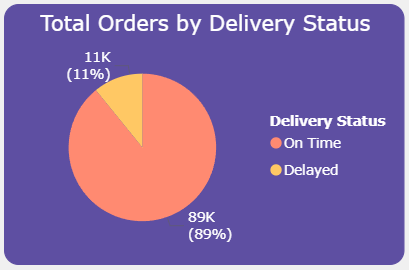 Total Orders by Delivery Status
11K
(11%)
Delivery Status
On Time
Delayed
89K
(89%)